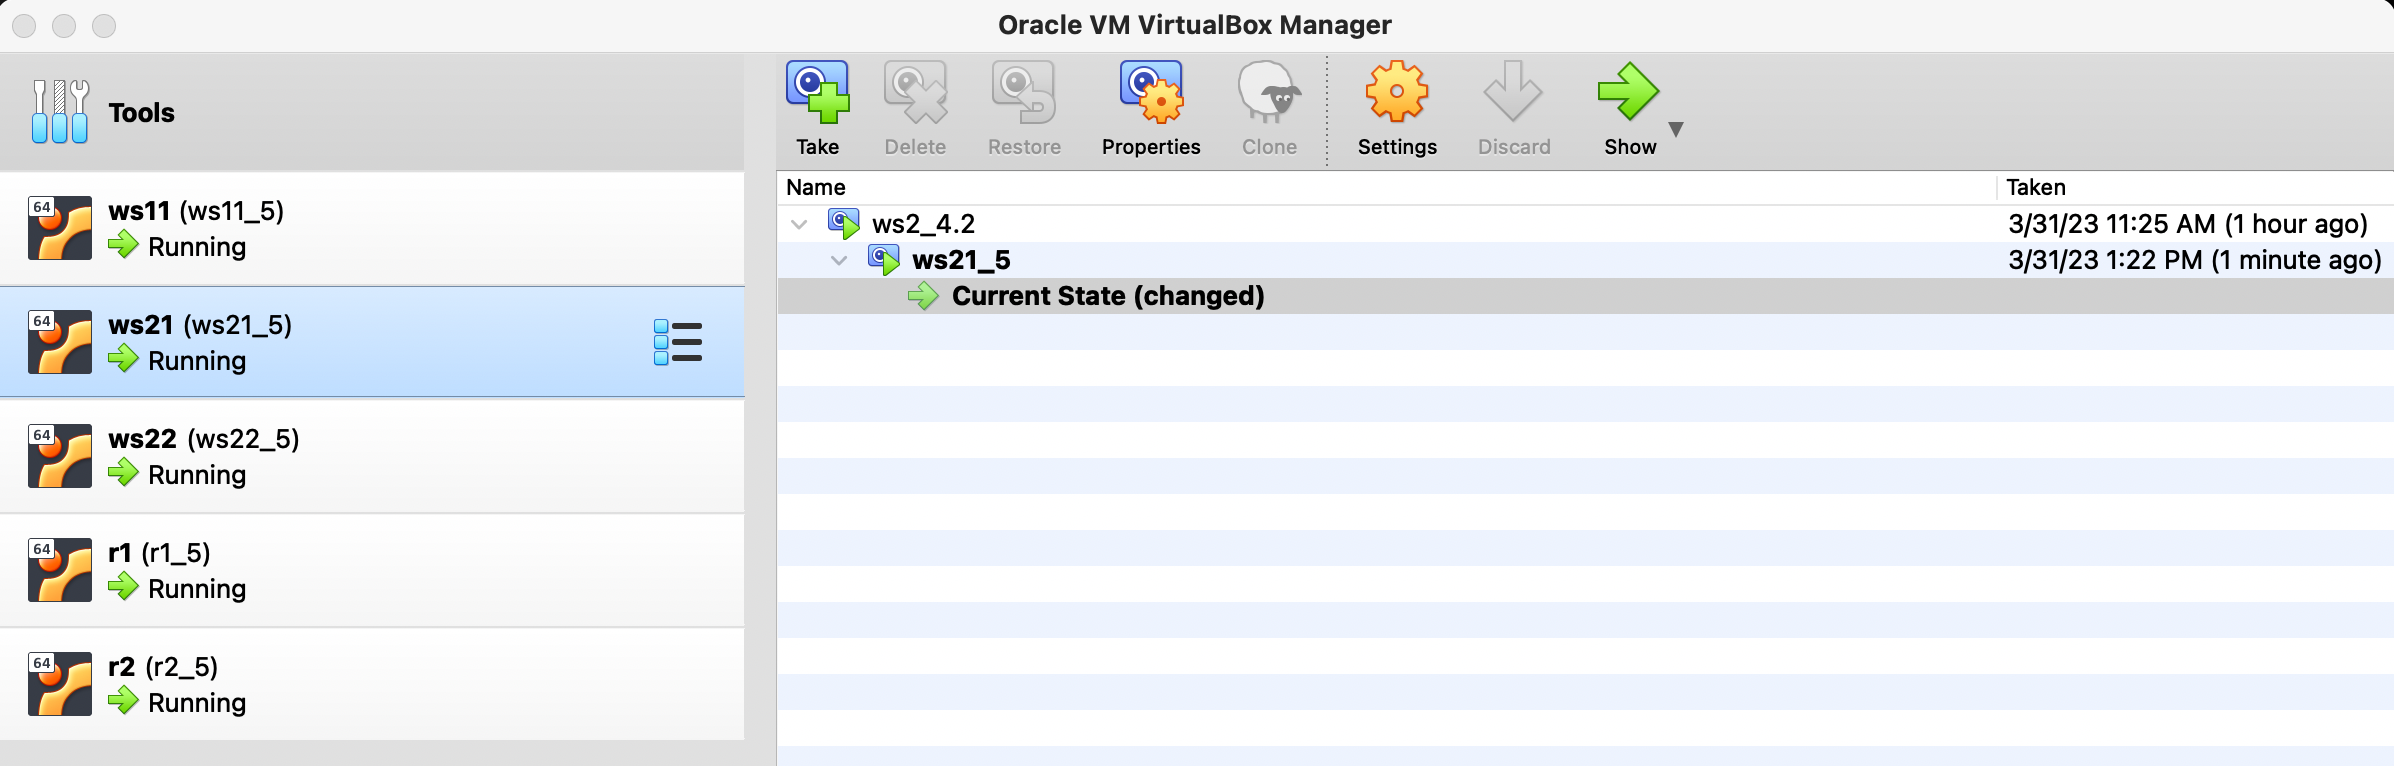 Oracle VM VirtualBox Manager
Tools
Take Delete Restore Properties Clone Settings Discard Show
64 ws11 (ws11_5)
Running
64 ws21 (ws21_5)
Running
64 ws22 (ws22_5)
Running
64 r1 (r1_5)
Running
64 r2 (r2_5)
Running
Name Taken
ws2_4.2 3/31/23 11:25 AM (1 hour ago)
ws21_5 3/31/23 1:22 PM (1 minute ago)
Current State (changed)